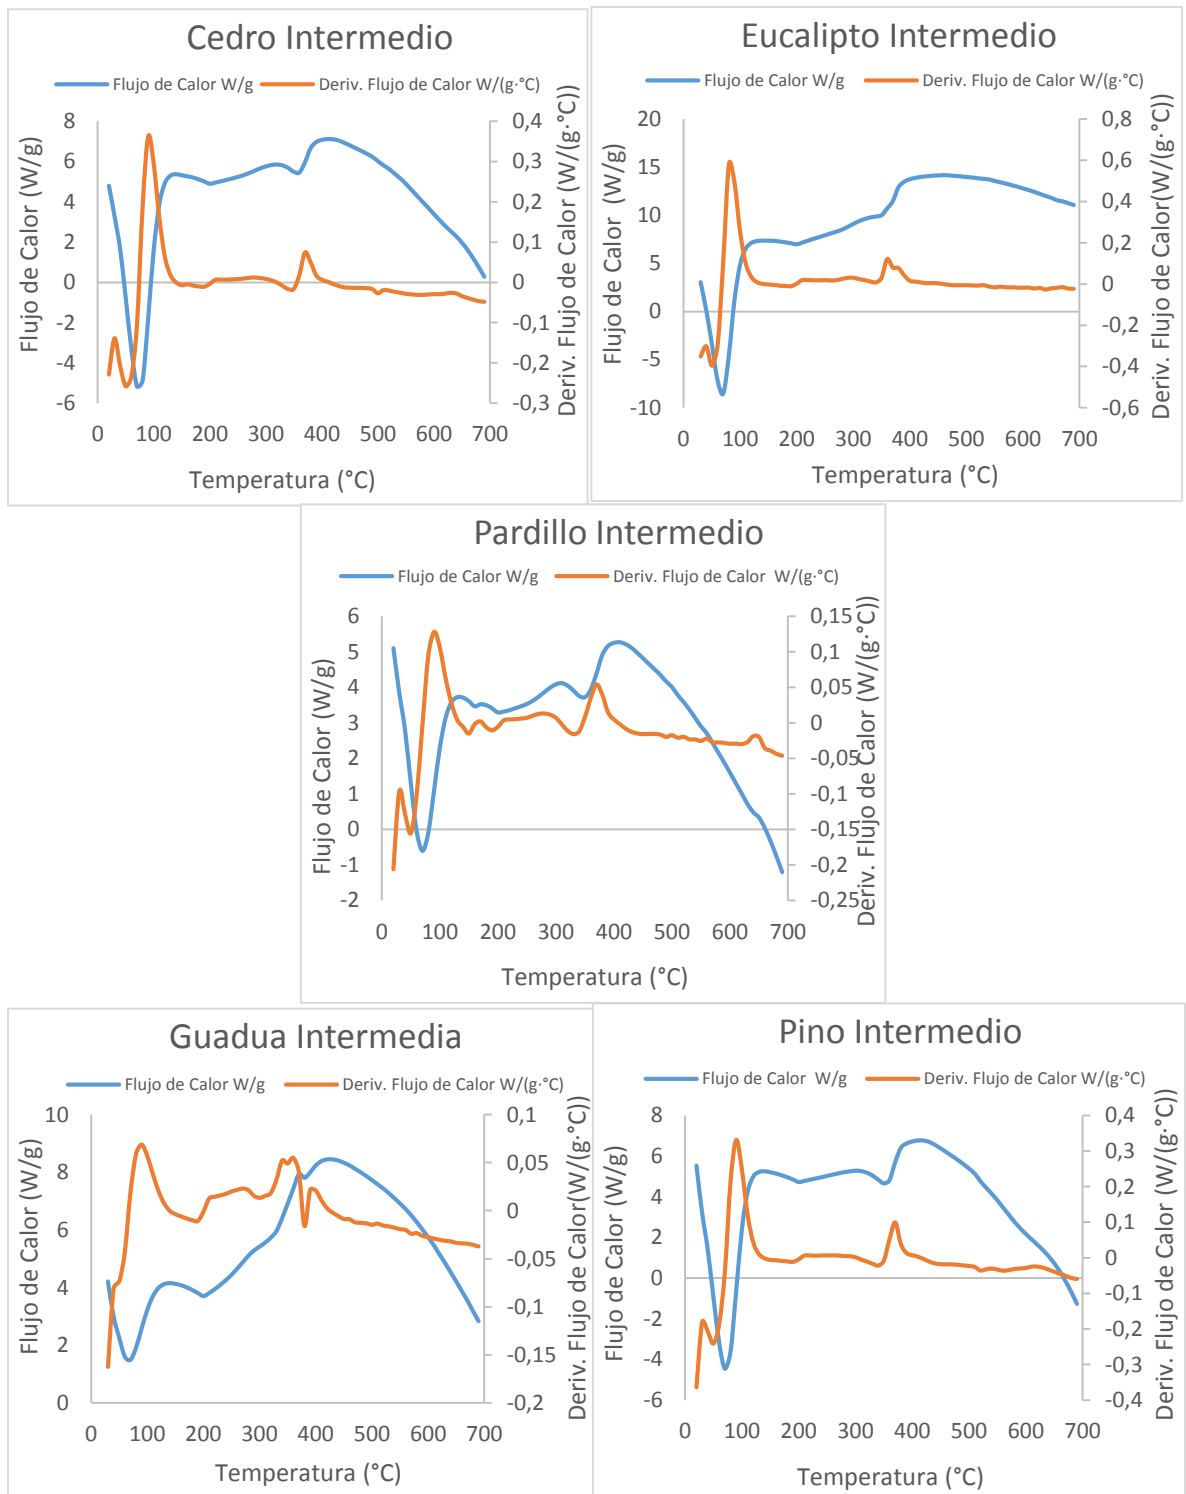 Cedro Intermedio
Flujo de Calor W/g Deriv. Flujo de Calor W/(g·°C)
Flujo de Calor (W/g)
8
6
4
2
0
-2
-4
-6
0,4
0,3
0,2
0,1
0
-0,1
-0,2
-0,3
Deriv. Flujo de Calor (W/(g·°C))
0 100 200 300 400 500 600 700
Temperatura (°C)
Eucalipto Intermedio
Flujo de Calor W/g Deriv. Flujo de Calor W/(g·°C)
Flujo de Calor (W/g)
20
15
10
5
0
-5
-10
0,8
0,6
0,4
0,2
0
-0,2
-0,4
-0,6
Deriv. Flujo de Calor(W/(g·°C))
0 100 200 300 400 500 600 700
Temperatura (°C)
Pardillo Intermedio
Flujo de Calor W/g Deriv. Flujo de Calor W/(g·°C)
Flujo de Calor (W/g)
6
5
4
3
2
1
0
-1
-2
0,15
0,1
0,05
0
-0,05
-0,1
-0,15
-0,2
-0,25
Deriv. Flujo de Calor (W/(g·°C))
0 100 200 300 400 500 600 700
Temperatura (°C)
Guadua Intermedia
Flujo de Calor W/g Deriv. Flujo de Calor W/(g·°C)
Flujo de Calor (W/g)
10
8
6
4
2
0
0,1
0,05
0
-0,05
-0,1
-0,15
-0,2
Deriv. Flujo de Calor(W/(g·°C))
0 100 200 300 400 500 600 700
Temperatura (°C)
Pino Intermedio
Flujo de Calor W/g Deriv. Flujo de Calor W/(g·°C)
Flujo de Calor (W/g)
8
6
4
2
0
-2
-4
-6
0,4
0,3
0,2
0,1
0
-0,1
-0,2
-0,3
-0,4
Deriv. Flujo de Calor (W/(g·°C))
0 100 200 300 400 500 600 700
Temperatura (°C)